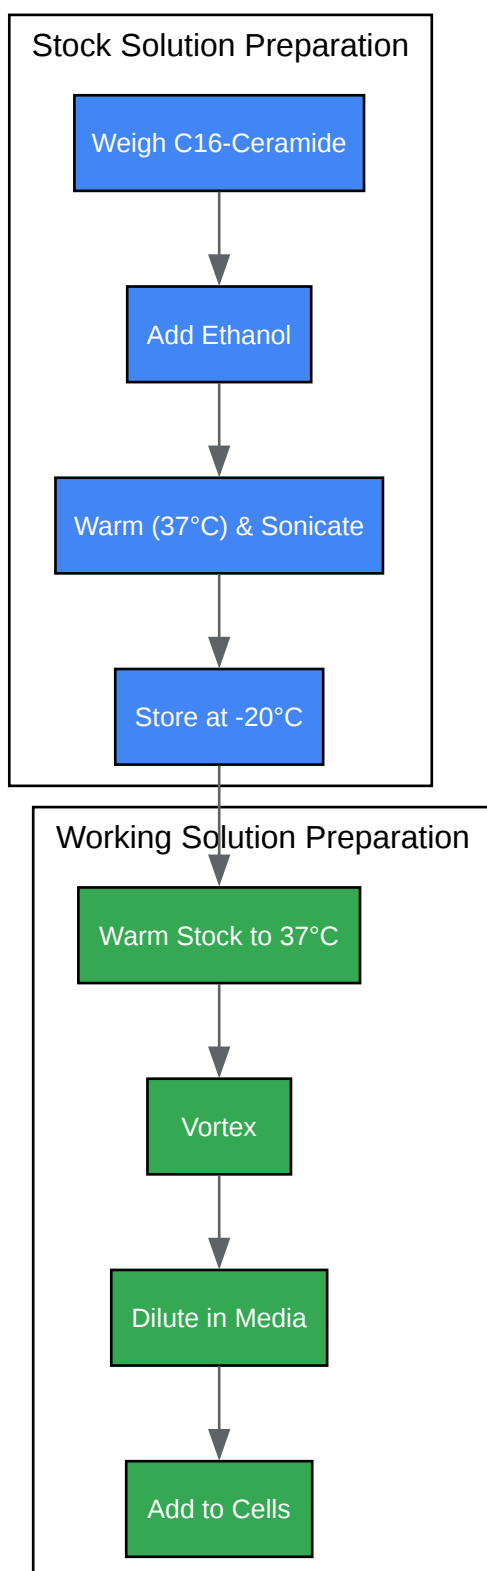 Stock Solution Preparation
Weigh C16-Ceramide
Add Ethanol
Warm (37°C) & Sonicate
Store at -20°C
Working Solution Preparation
Warm Stock to 37°C
Vortex
Dilute in Media
Add to Cells